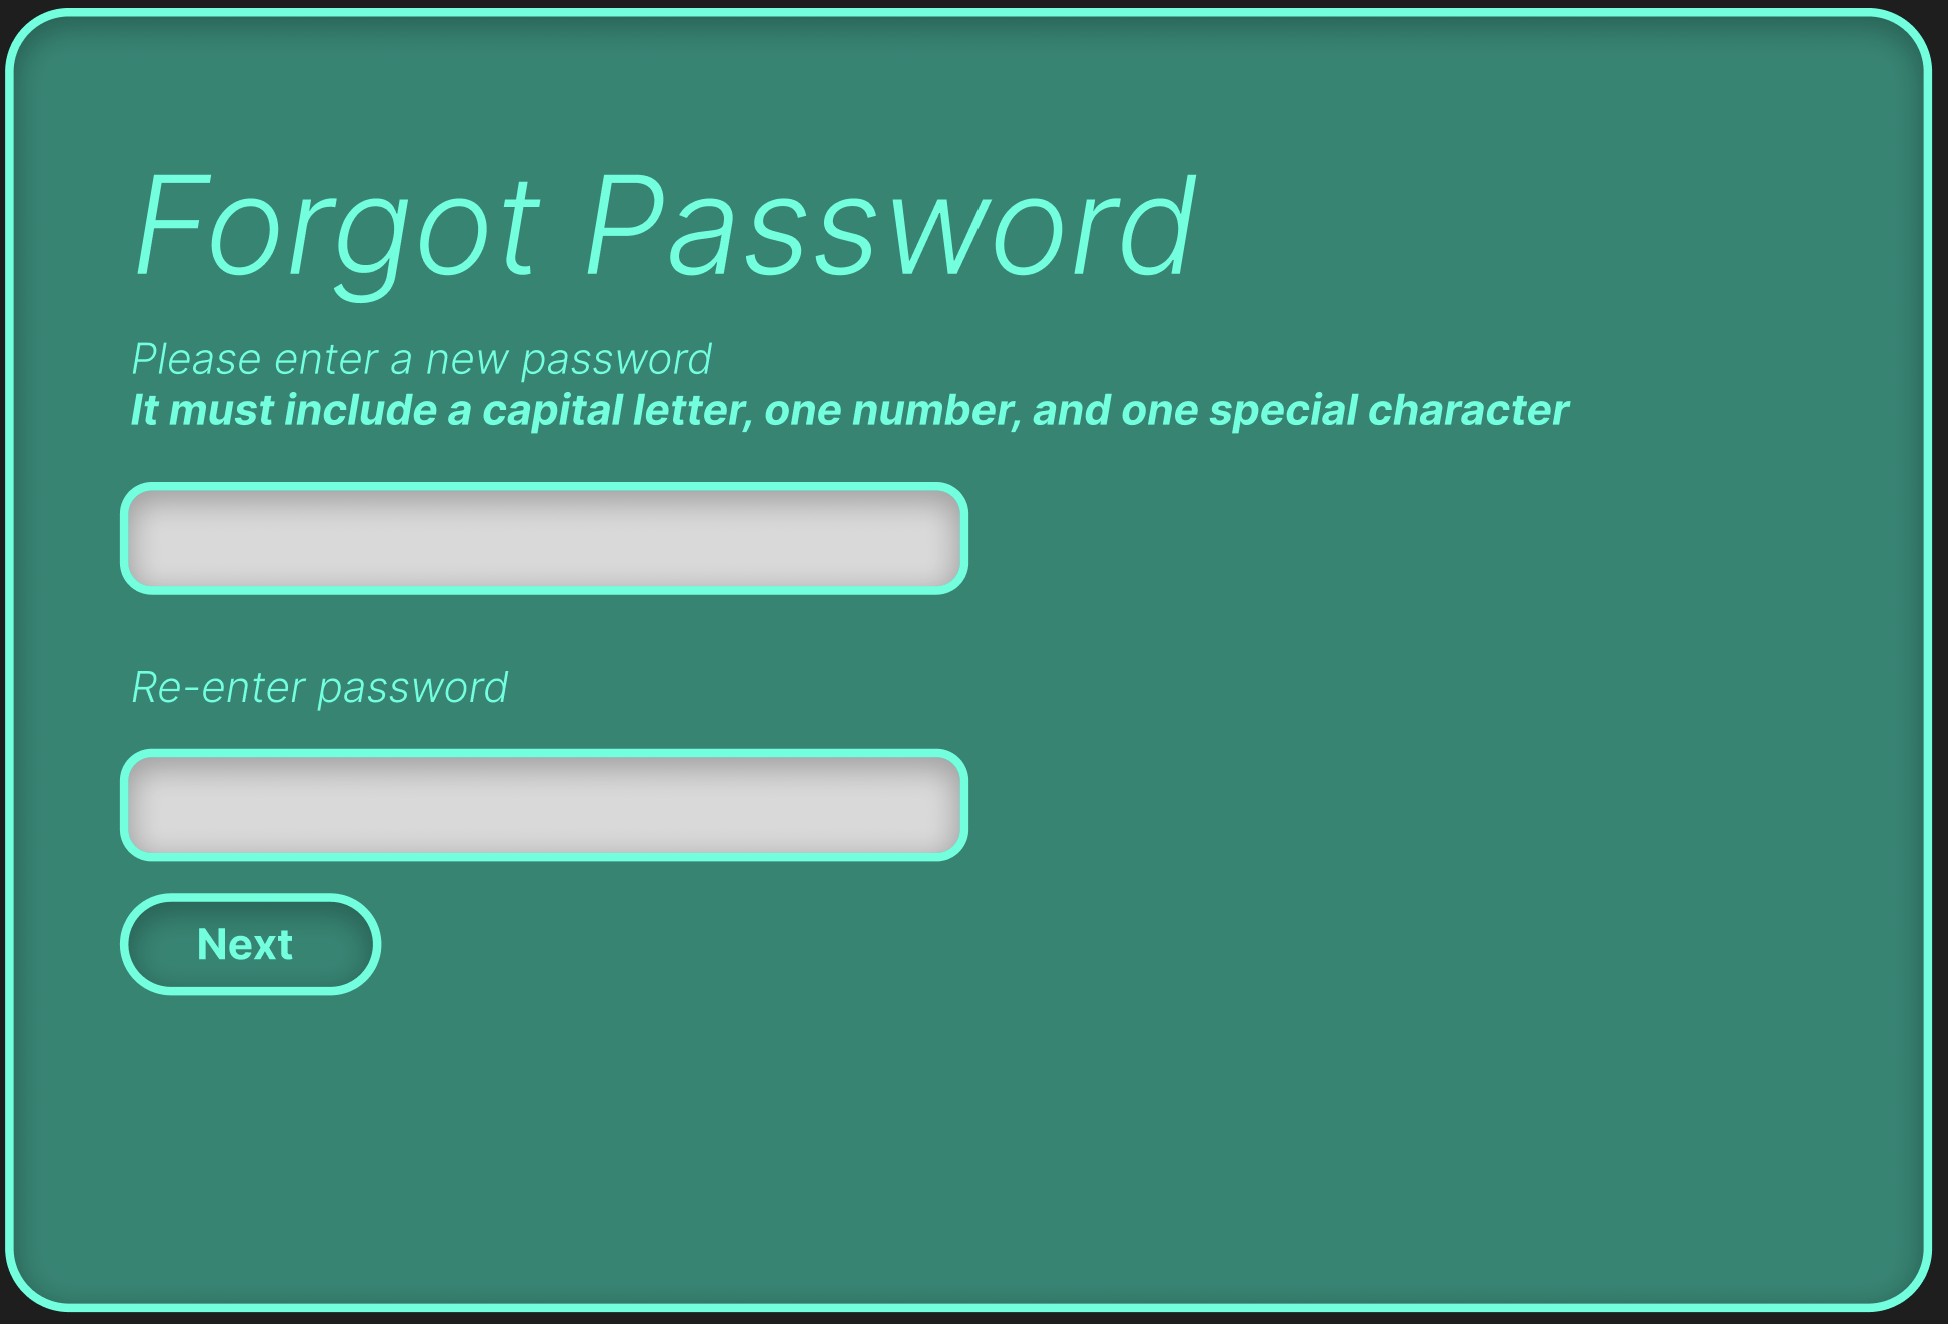 Forgot Password
Please enter a new password
It must include a capital letter, one number, and one special character
Re-enter password
Next